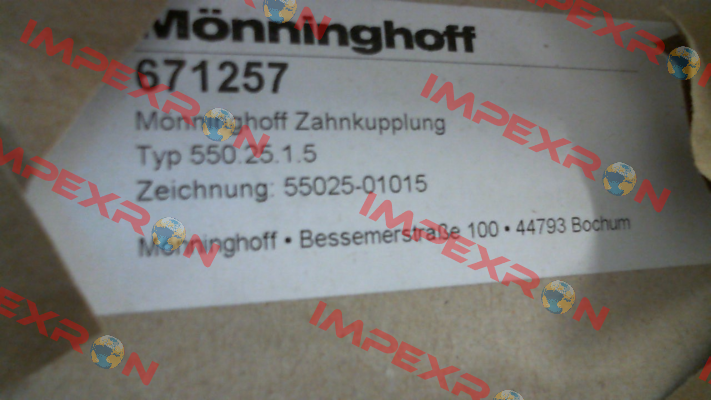 Mönninghoff
671257
Mönninghoff Zahnkupplung
Typ 550.25.1.5
Zeichnung: 55025-01015
Mönninghoff • Bessemerstraße 100 • 44793 Bochum
IMPEXRON
IMPEXRON
IMPEXRON
IMPEXRON
IMPEXRON
IMPEXRON